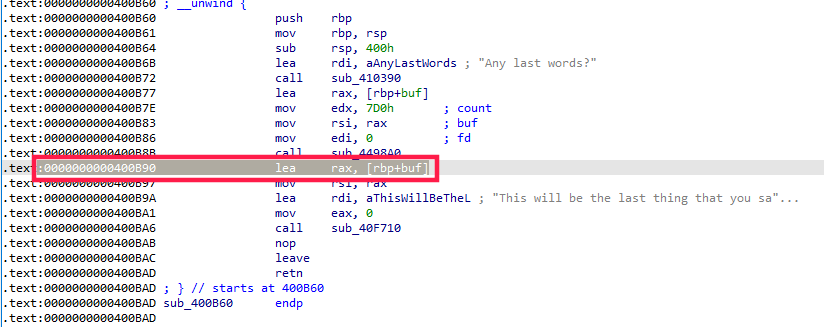 .text:0000000000400B60 ; __unwind {
.text:0000000000400B60 push rbp
.text:0000000000400B61 mov rbp, rsp
.text:0000000000400B64 sub rsp, 400h
.text:0000000000400B6B lea rdi, aAnyLastWords ; "Any last words?"
.text:0000000000400B72 call sub_410390
.text:0000000000400B77 lea rax, [rbp+buf]
.text:0000000000400B7E mov edx, 7D0h ; count
.text:0000000000400B83 mov rsi, rax ; buf
.text:0000000000400B86 mov edi, 0 ; fd
.text:0000000000400B8B call sub_4498A0
.text:0000000000400B90 lea rax, [rbp+buf]
.text:0000000000400B97 mov rsi, rax
.text:0000000000400B9A lea rdi, aThisWillBeTheL ; "This will be the last thing that you sa"...
.text:0000000000400BA1 mov eax, 0
.text:0000000000400BA6 call sub_40F710
.text:0000000000400BAB nop
.text:0000000000400BAC leave
.text:0000000000400BAD retn
.text:0000000000400BAD ; } // starts at 400B60
.text:0000000000400BAD sub_400B60 endp
.text:0000000000400BAD